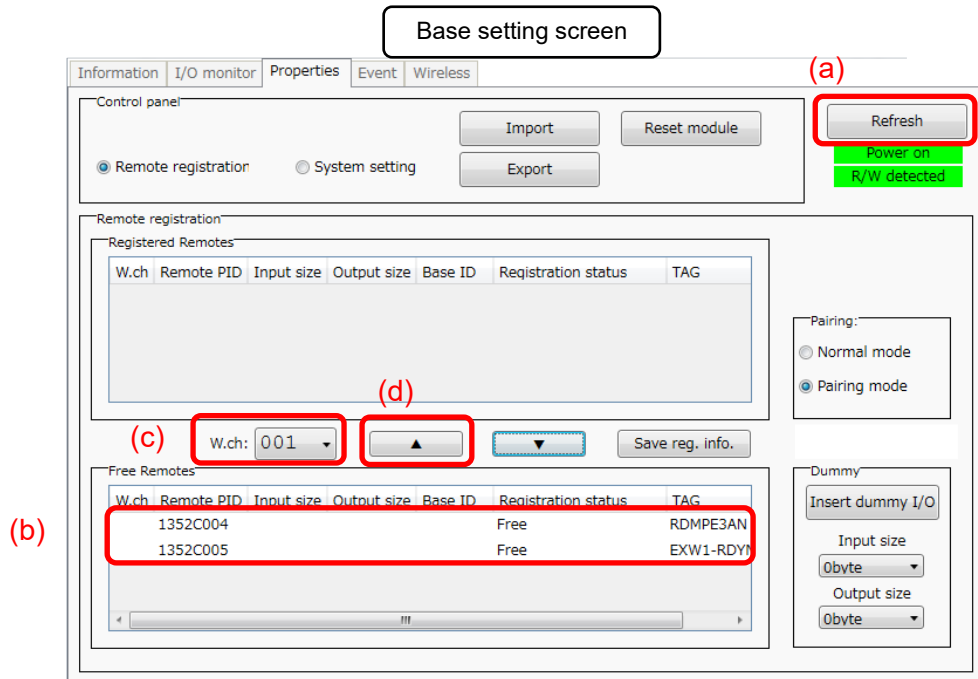 Base setting screen
Information I/O monitor Properties Event Wireless
(a)
Control panel
Import Reset module Refresh
Remote registration System setting Export
Power on
R/W detected
Remote registration
Registered Remotes
W.ch Remote PID Input size Output size Base ID Registration status TAG
Pairing:
Normal mode
Pairing mode
(d)
(c) W.ch: 001 ▲ ▼ Save reg. info.
Free Remotes
W.ch Remote PID Input size Output size Base ID Registration status TAG
(b)
1352C004 Free RDMPE3AN
1352C005 Free EXW1-RDY
Dummy
Insert dummy I/O
Input size
0byte
Output size
0byte